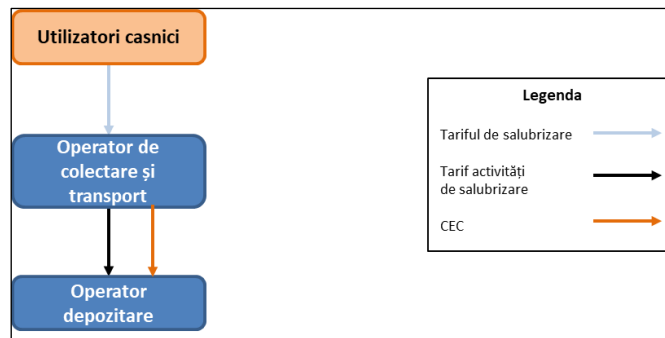 Utilizatori casnici
Operator de
colectare și
transport
Operator
depozitare
Legenda
Tariful de salubrizare
Tarif activități
de salubrizare
CEC